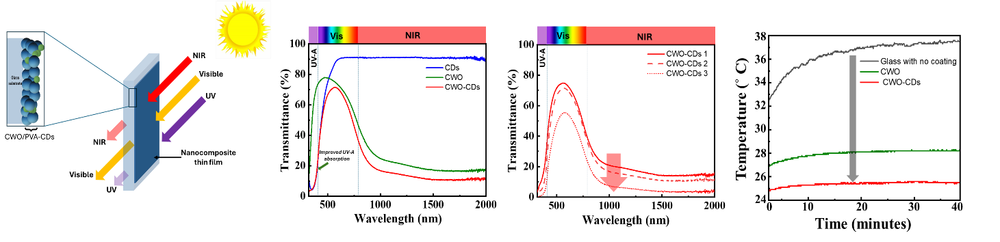 Glass
substrate
CWO/PVA-CDs
NIR
Visible
UV
NIR
Visible
UV
Nanocomposite
thin film
Vis
NIR
UV-A
CDs
CWO
CWO-CDs
Improved UV-A
absorption
Transmittance (%)
100
80
60
40
20
0
500
1000
1500
2000
Wavelength (nm)
Vis
NIR
UV-A
CWO-CDs 1
CWO-CDs 2
CWO-CDs 3
Transmittance (%)
100
80
60
40
20
0
500
1000
1500
2000
Wavelength (nm)
Glass with no coating
CWO
CWO-CDs
Temperature (° C)
38
36
34
32
30
28
26
24
0
10
20
30
40
Time (minutes)